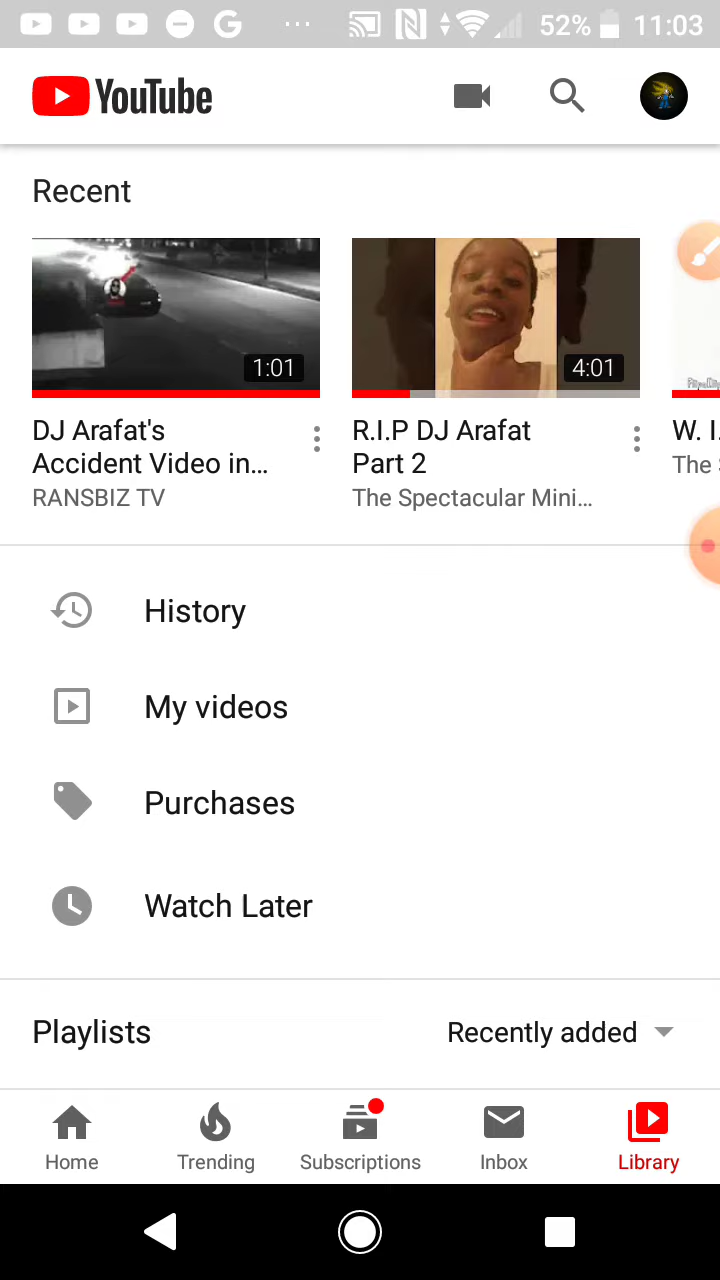 52% 11:03
YouTube
Recent
1:01
4:01
DJ Arafat's
Accident Video in...
RANSBIZ TV
R.I.P DJ Arafat
Part 2
The Spectacular Mini...
W. I.
The
History
My videos
Purchases
Watch Later
Playlists
Recently added
Home
Trending
Subscriptions
Inbox
Library